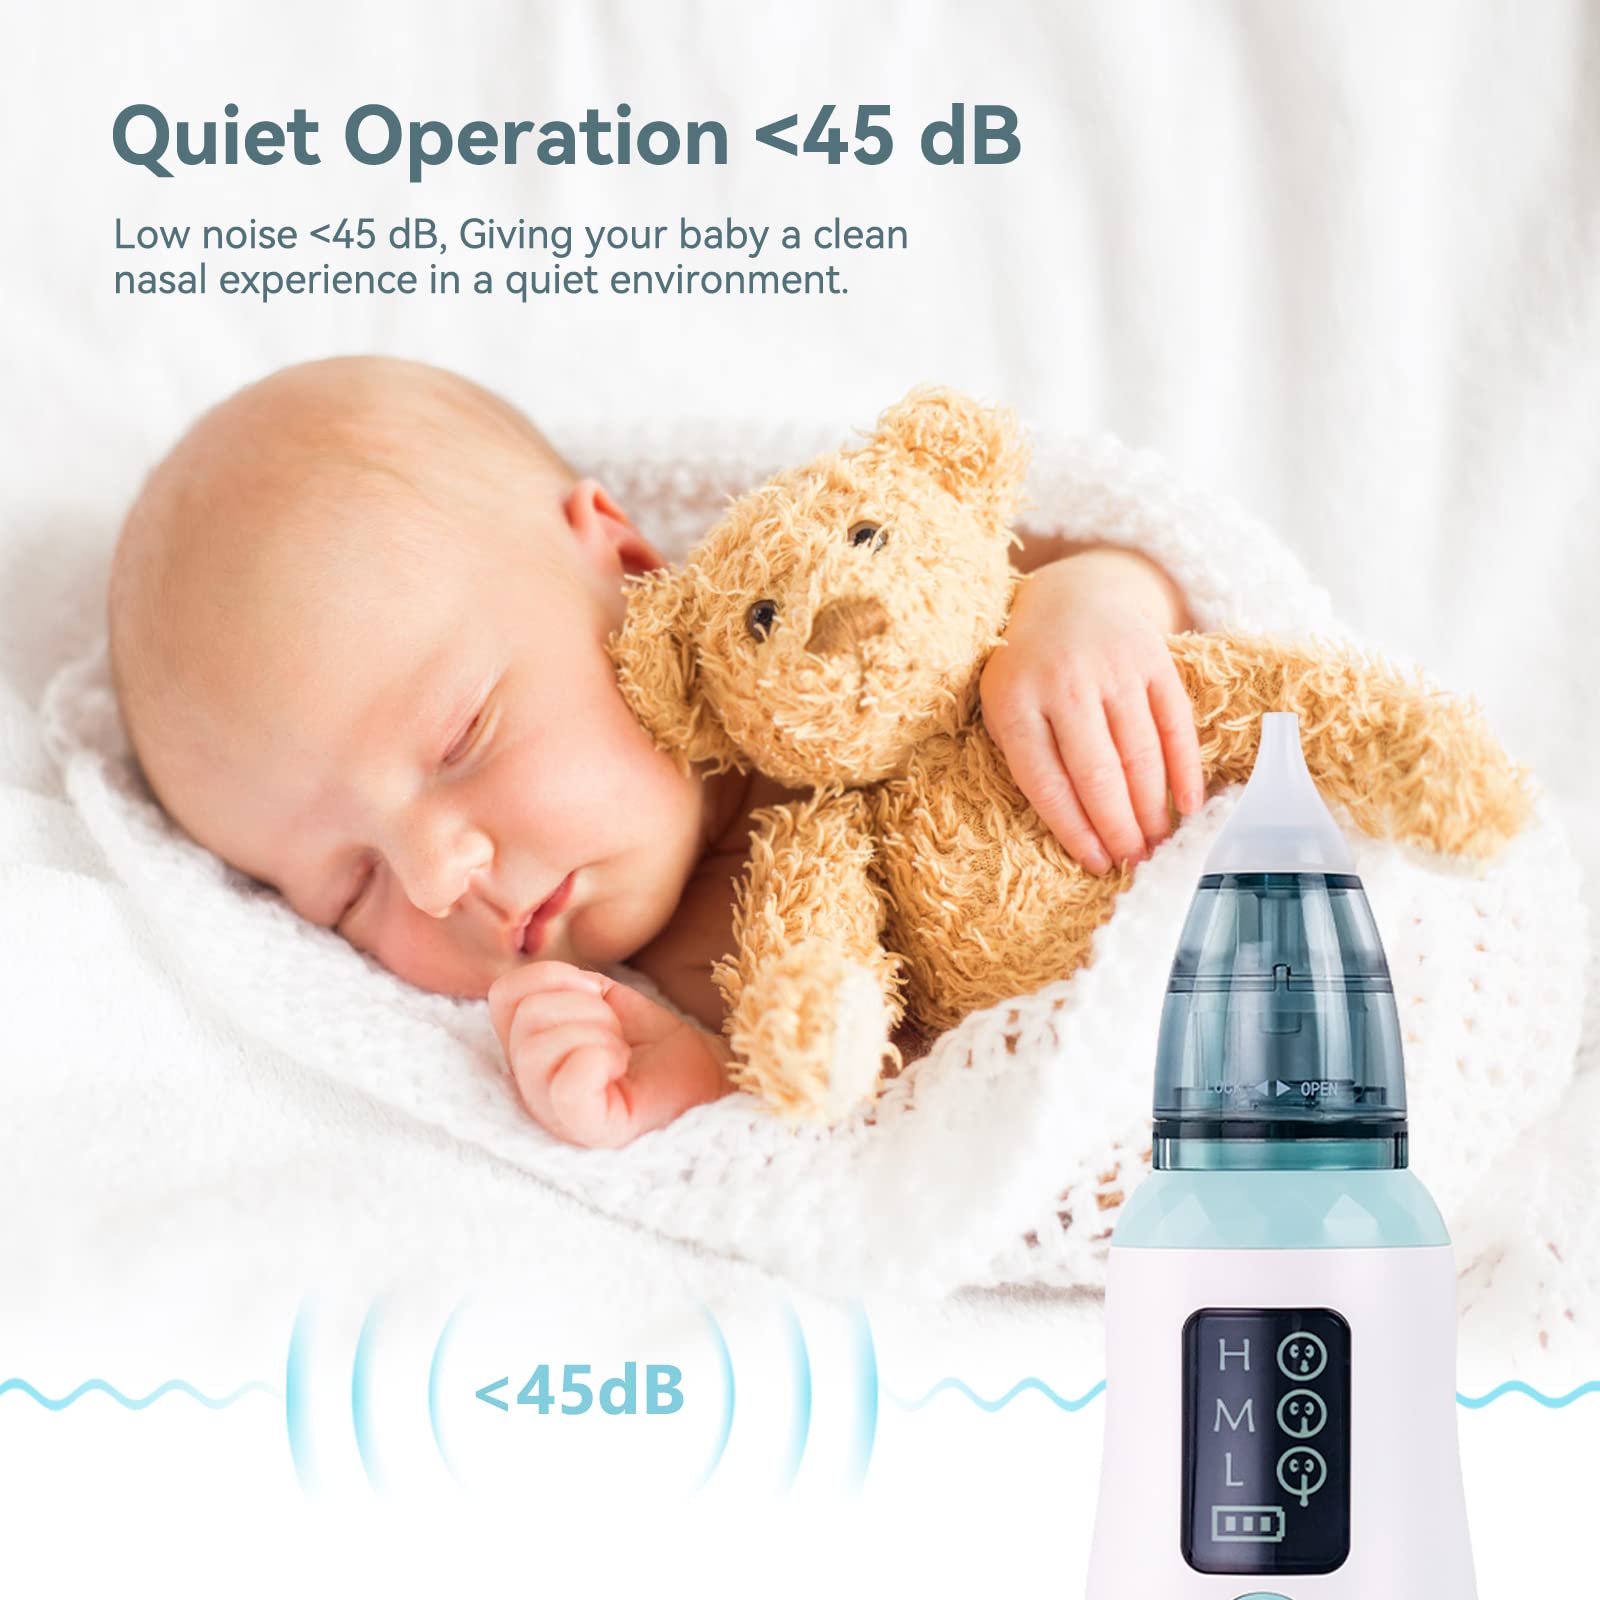 Quiet Operation <45 dB
Low noise <45 dB, Giving your baby a clean
nasal experience in a quiet environment.
LOCK ◀ ▶ OPEN
<45dB
H
M
L